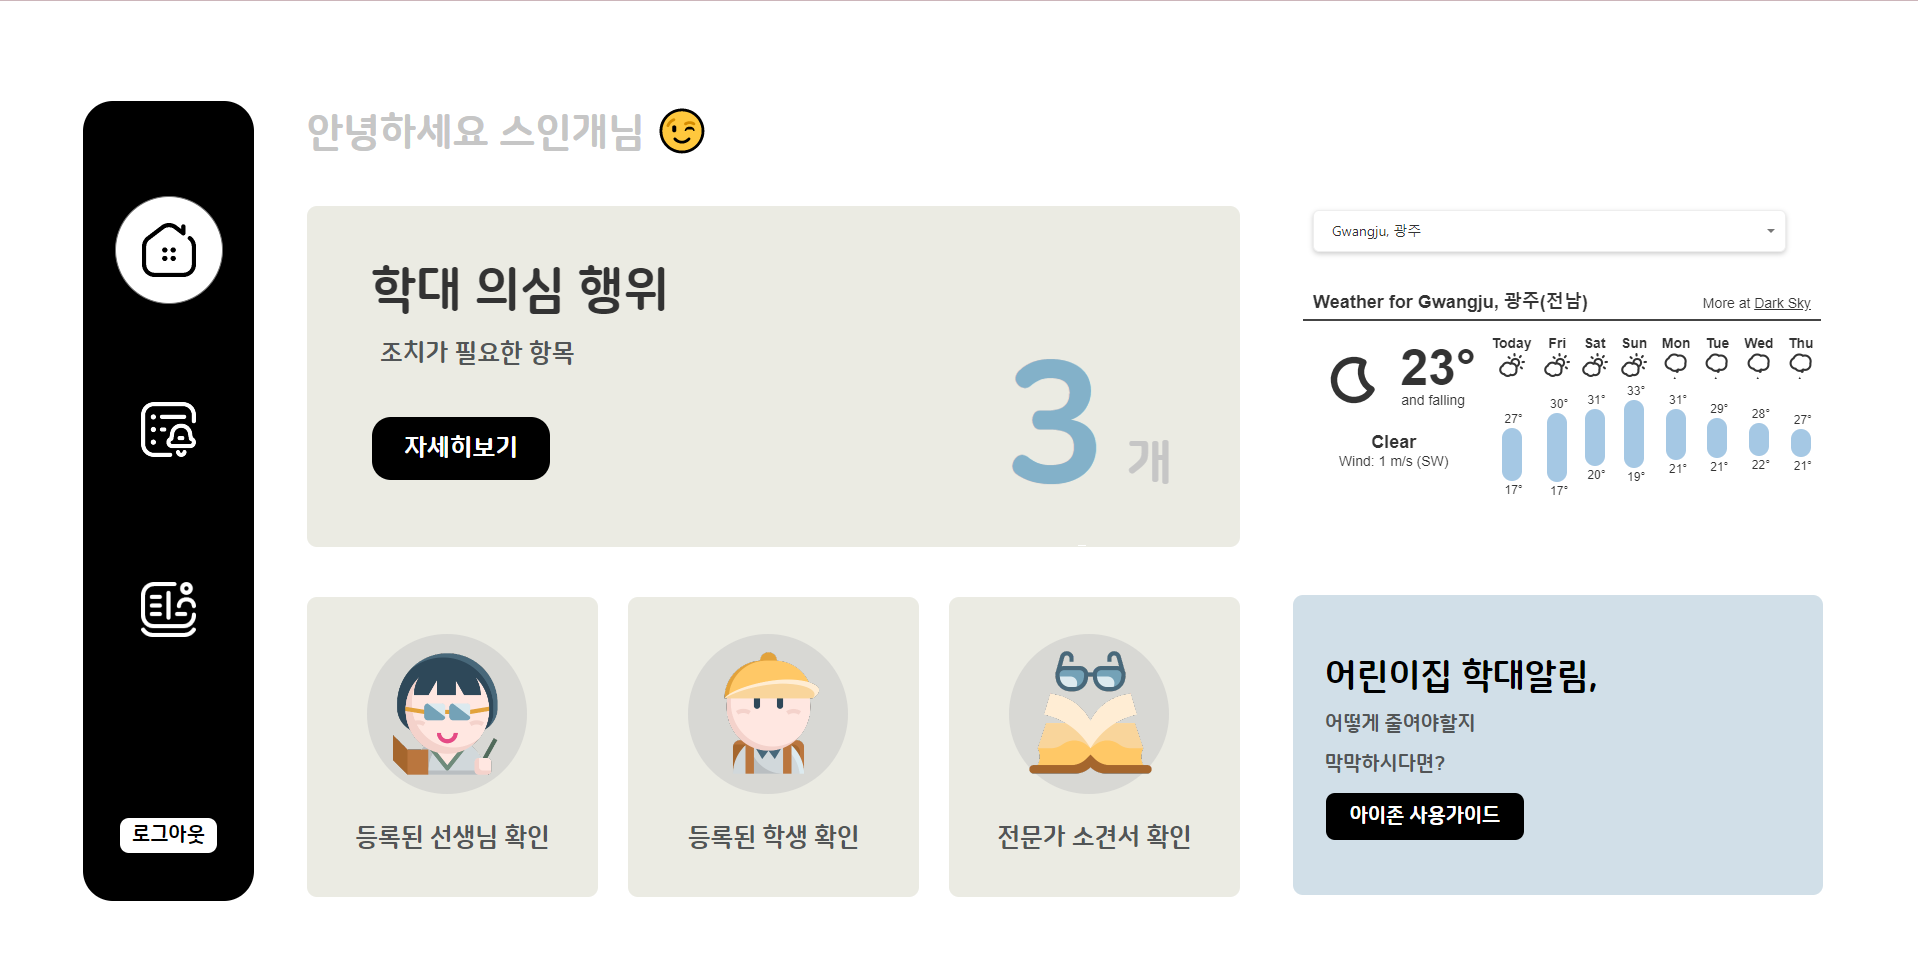 안녕하세요 스인개님
학대 의심 행위
조치가 필요한 항목
자세히보기
3 개
Gwangju, 광주
Weather for Gwangju, 광주(전남)
More at Dark Sky
23°
and falling
Clear
Wind: 1 m/s (SW)
Today Fri Sat Sun Mon Tue Wed Thu
27° 30° 31° 33° 31° 29° 28° 27°
17° 17° 20° 19° 21° 21° 22° 21°
등록된 선생님 확인
등록된 학생 확인
전문가 소견서 확인
어린이집 학대알림,
어떻게 줄여야할지
막막하시다면?
아이존 사용가이드
로그아웃